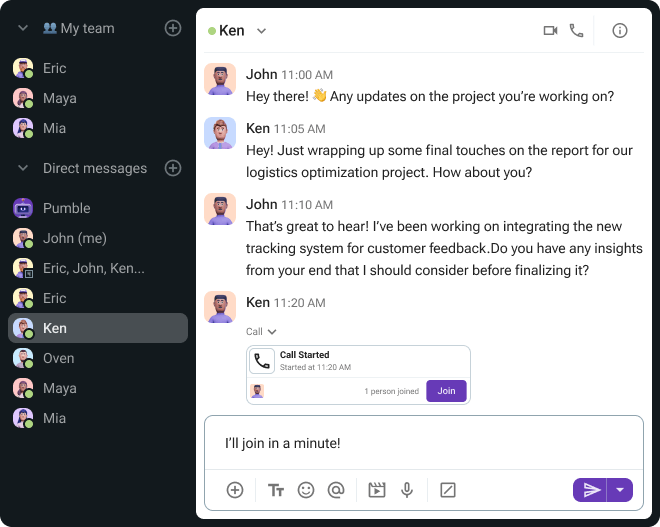 👥 My team
Eric
Maya
Mia
Direct messages
Pumble
John (me)
Eric, John, Ken...
Eric
Ken
Oven
Maya
Mia
Ken
John 11:00 AM
Hey there! 👋 Any updates on the project you’re working on?
Ken 11:05 AM
Hey! Just wrapping up some final touches on the report for our
logistics optimization project. How about you?
John 11:10 AM
That’s great to hear! I’ve been working on integrating the new
tracking system for customer feedback.Do you have any insights
from your end that I should consider before finalizing it?
Ken 11:20 AM
Call
Call Started
Started at 11:20 AM
1 person joined
Join
I’ll join in a minute!